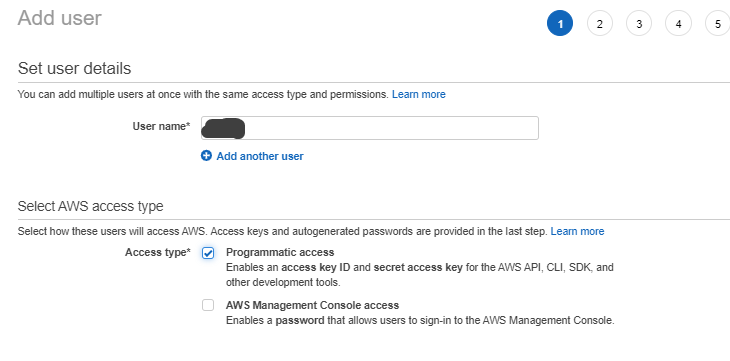 Add user
1 2 3 4 5
Set user details
You can add multiple users at once with the same access type and permissions. Learn more
User name*
Add another user
Select AWS access type
Select how these users will access AWS. Access keys and autogenerated passwords are provided in the last step. Learn more
Access type* Programmatic access
Enables an access key ID and secret access key for the AWS API, CLI, SDK, and
other development tools.
AWS Management Console access
Enables a password that allows users to sign-in to the AWS Management Console.